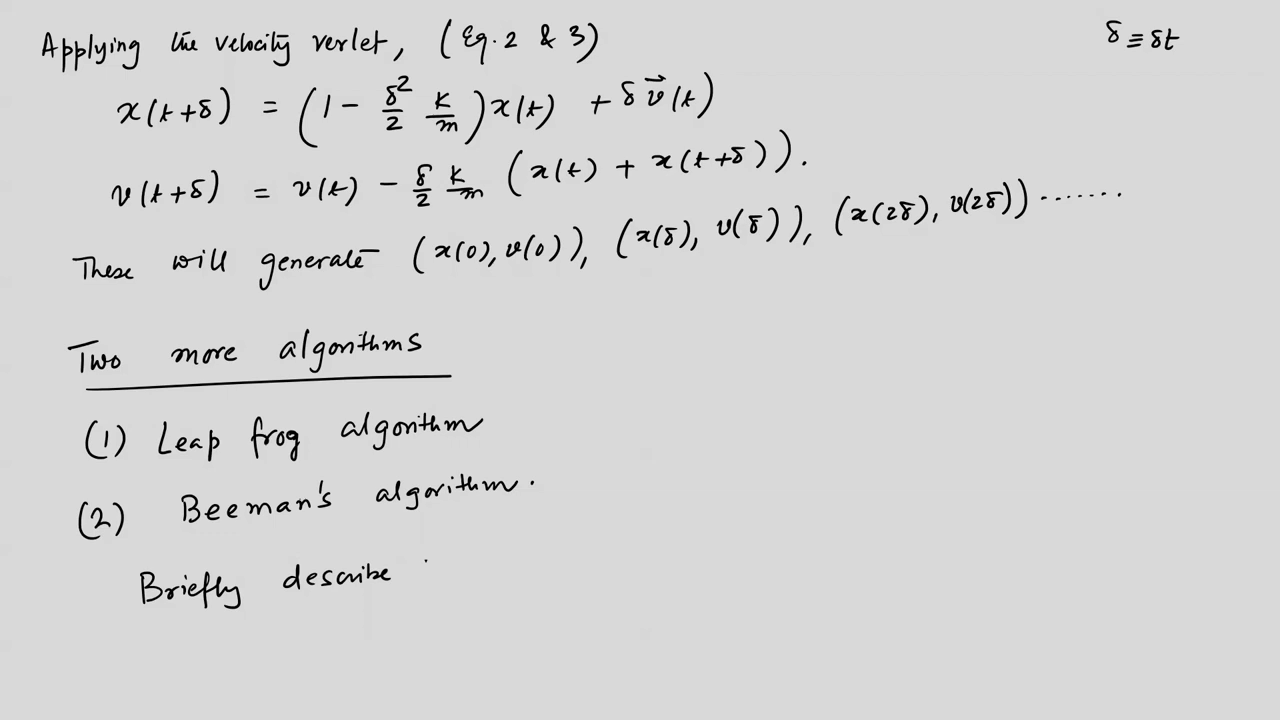 Applying the velocity verlet, (Eq. 2 & 3)
δ ≡ δt
x(t+δ) = (1 - δ²/2 k/m) x(t) + δ v⃗(t)
v(t+δ) = v(t) - δ/2 k/m (x(t) + x(t+δ)).
These will generate (x(0), v(0)), (x(δ), v(δ)), (x(2δ), v(2δ)) .......
Two more algorithms
(1) Leap frog algorithm
(2) Beeman's algorithm.
Briefly describe